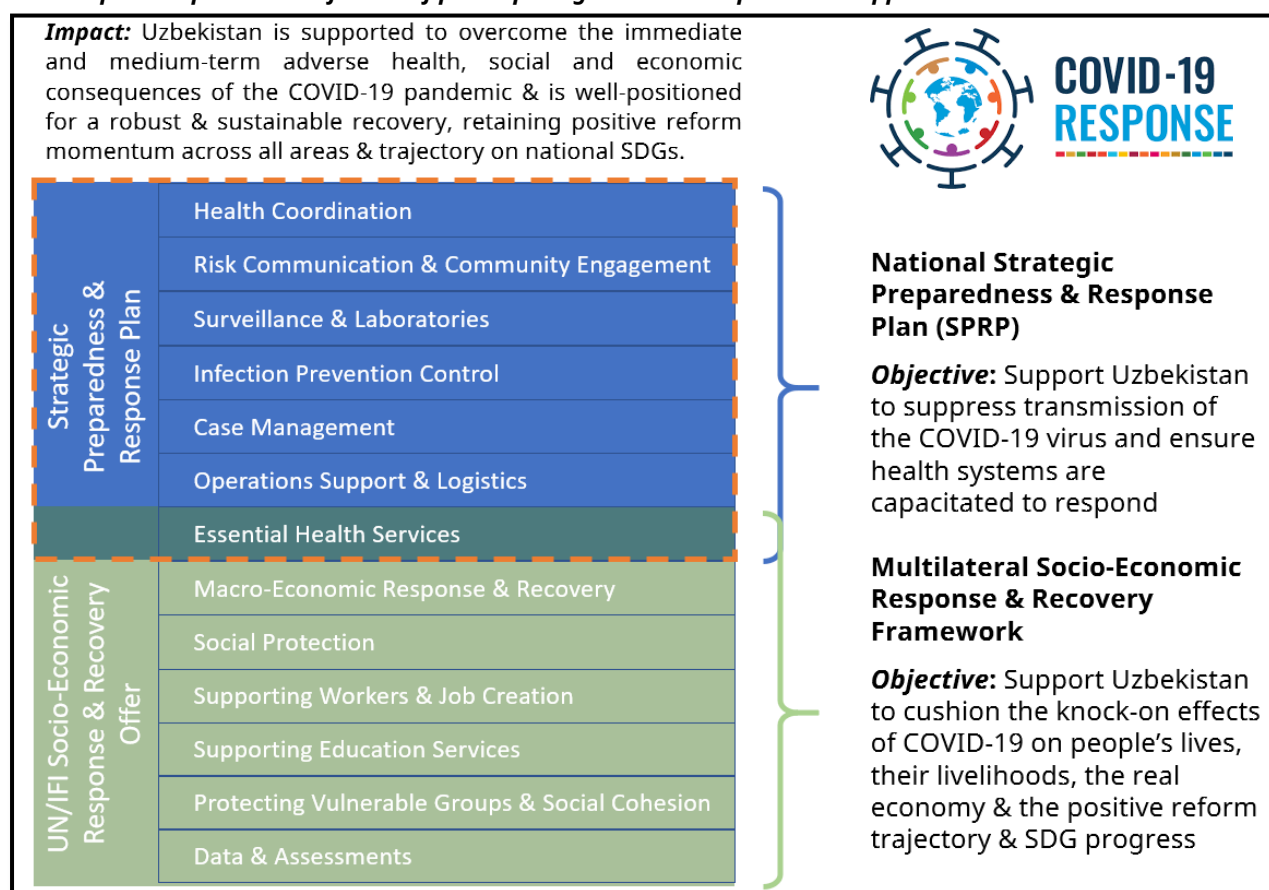 Impact: Uzbekistan is supported to overcome the immediate
and medium-term adverse health, social and economic
consequences of the COVID-19 pandemic & is well-positioned
for a robust & sustainable recovery, retaining positive reform
momentum across all areas & trajectory on national SDGs.
COVID-19
RESPONSE
Strategic
Preparedness &
Response Plan
Health Coordination
Risk Communication & Community Engagement
Surveillance & Laboratories
Infection Prevention Control
Case Management
Operations Support & Logistics
Essential Health Services
UN/IFI Socio-Economic
Response & Recovery
Offer
Macro-Economic Response & Recovery
Social Protection
Supporting Workers & Job Creation
Supporting Education Services
Protecting Vulnerable Groups & Social Cohesion
Data & Assessments
National Strategic
Preparedness & Response
Plan (SPRP)
Objective: Support Uzbekistan
to suppress transmission of
the COVID-19 virus and ensure
health systems are
capacitated to respond
Multilateral Socio-Economic
Response & Recovery
Framework
Objective: Support Uzbekistan
to cushion the knock-on effects
of COVID-19 on people's lives,
their livelihoods, the real
economy & the positive reform
trajectory & SDG progress